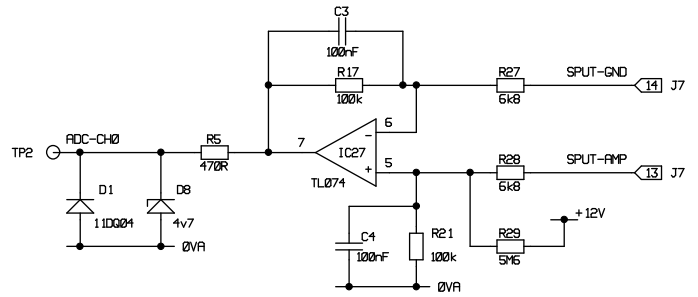 C3
100nF
R17
100k
R27
6k8
SPUT-GND
14
J7
6
ADC-CH0
TP2
R5
470R
7
IC27
TL074
5
R28
6k8
SPUT-AMP
13
J7
D1
11DQ04
D8
4v7
0VA
C4
100nF
R21
100k
0VA
+12V
R29
5M6
-
+